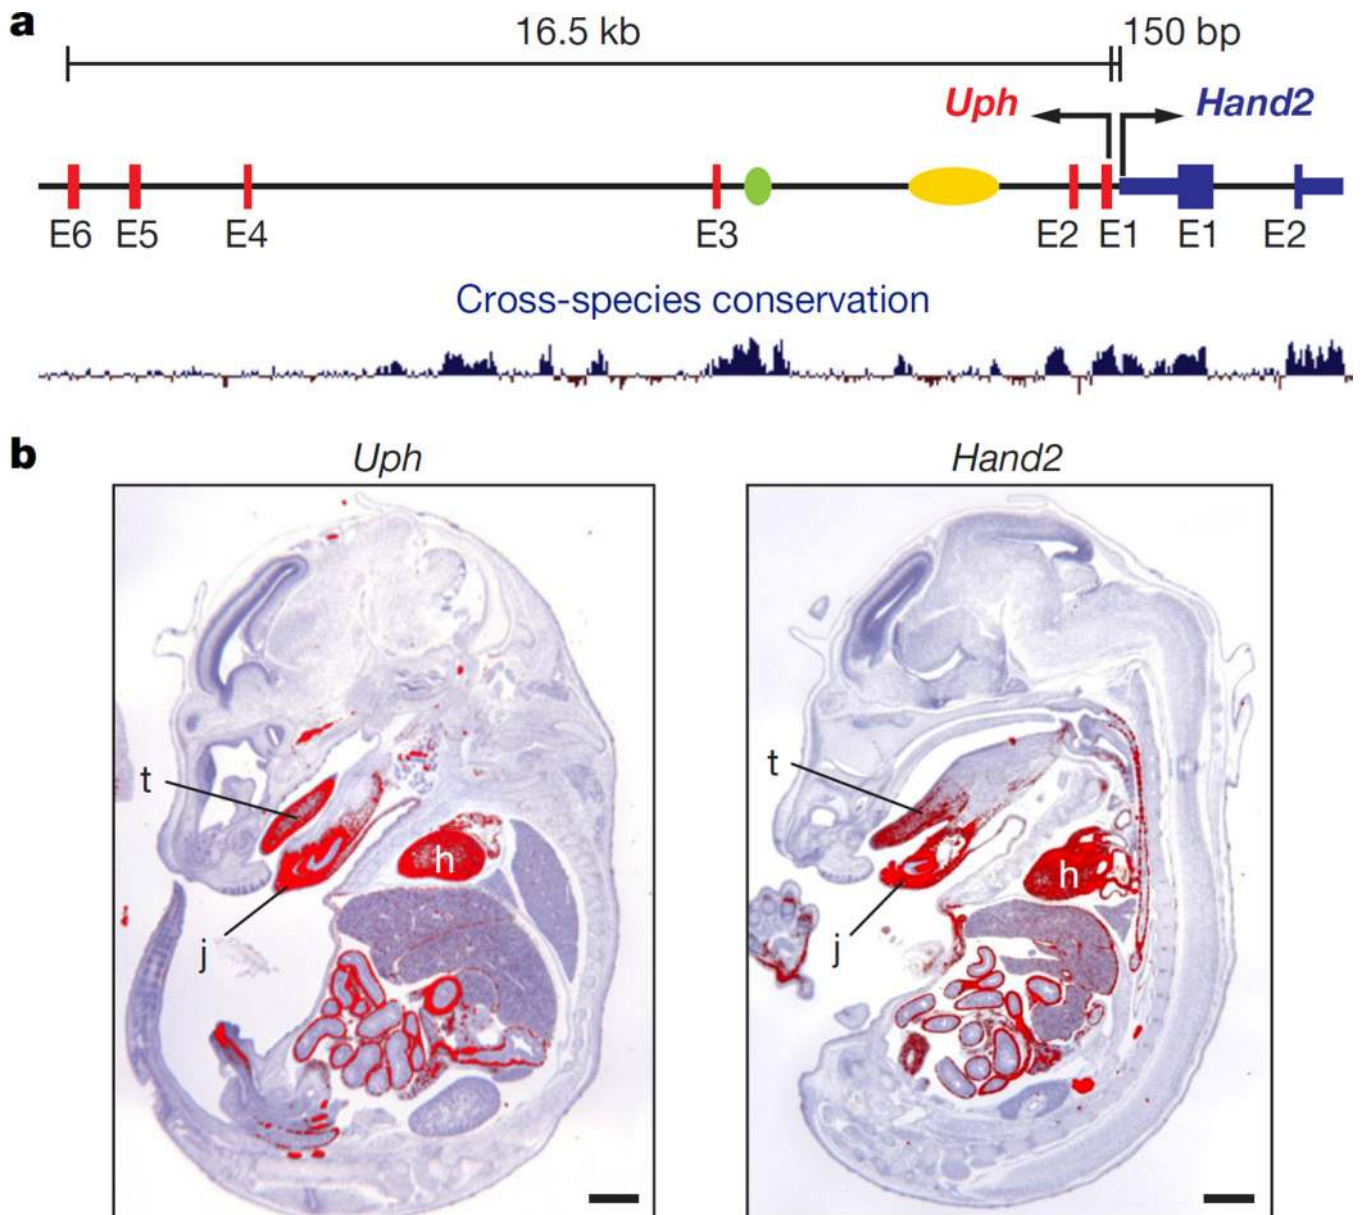 a
16.5 kb 150 bp
Uph Hand2
E6 E5 E4 E3 E2 E1 E1 E2
Cross-species conservation
b
Uph Hand2
t
h
j
t
h
j